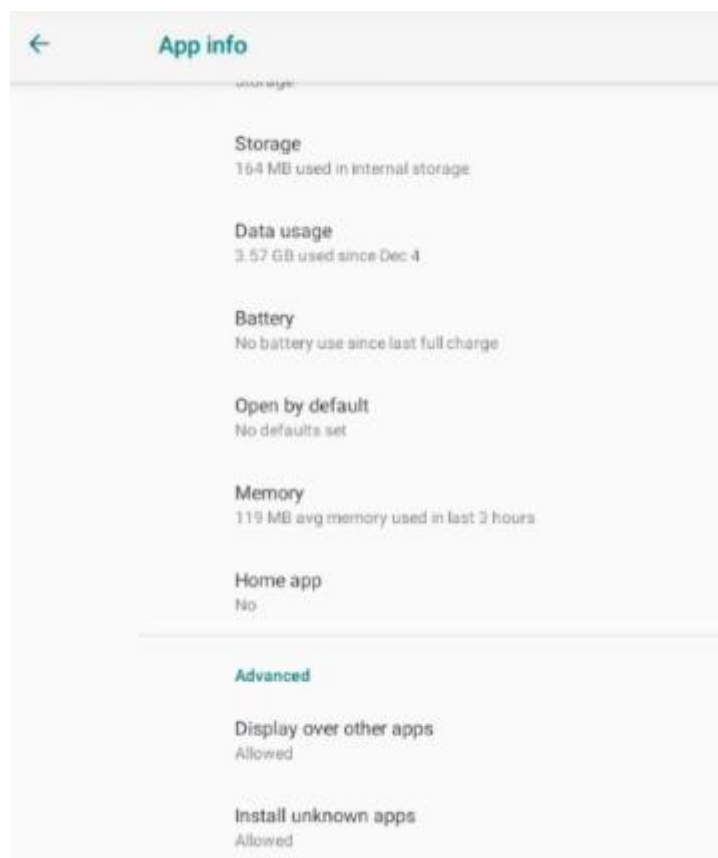 App info
Storage
164 MB used in internal storage
Data usage
3.57 GB used since Dec 4
Battery
No battery use since last full charge
Open by default
No defaults set
Memory
119 MB avg memory used in last 3 hours
Home app
No
Advanced
Display over other apps
Allowed
Install unknown apps
Allowed